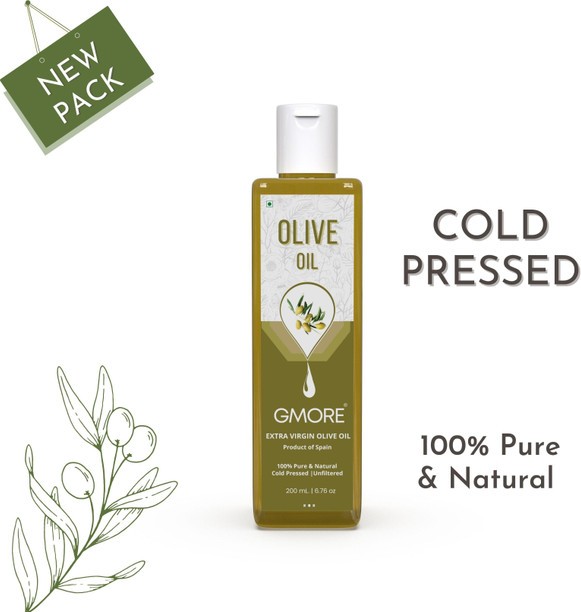 NEW
PACK
OLIVE
OIL
GMORE®
EXTRA VIRGIN OLIVE OIL
Product of Spain
100% Pure & Natural
Cold Pressed |Unfiltered
200 mL | 6.76 oz
COLD
PRESSED
100% Pure
& Natural